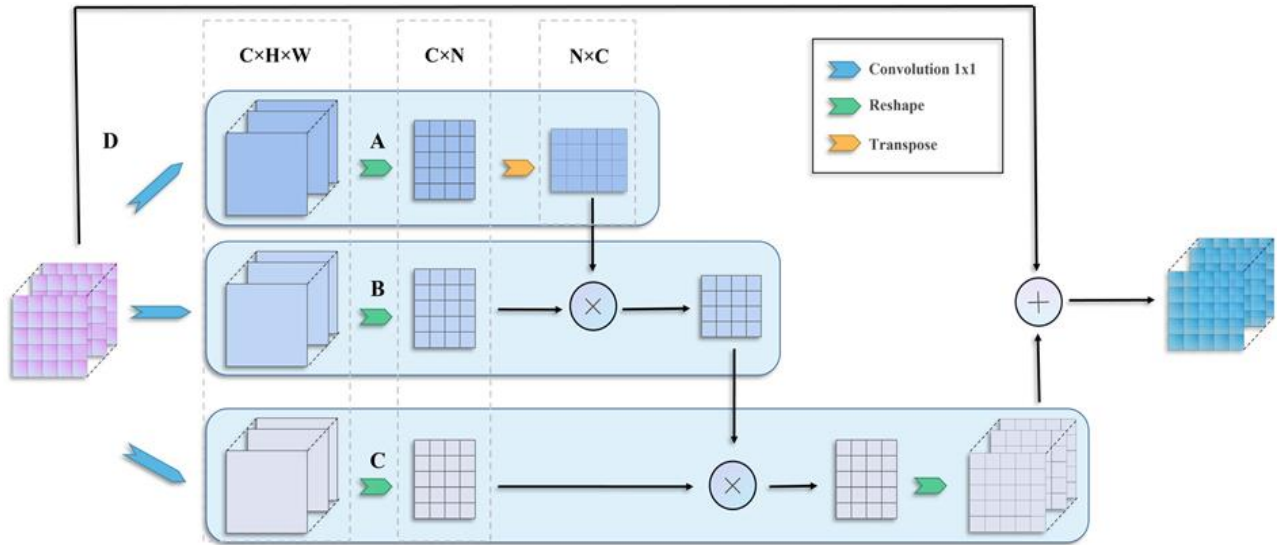 C×H×W
C×N
N×C
Convolution 1x1
Reshape
Transpose
D
A
B
C